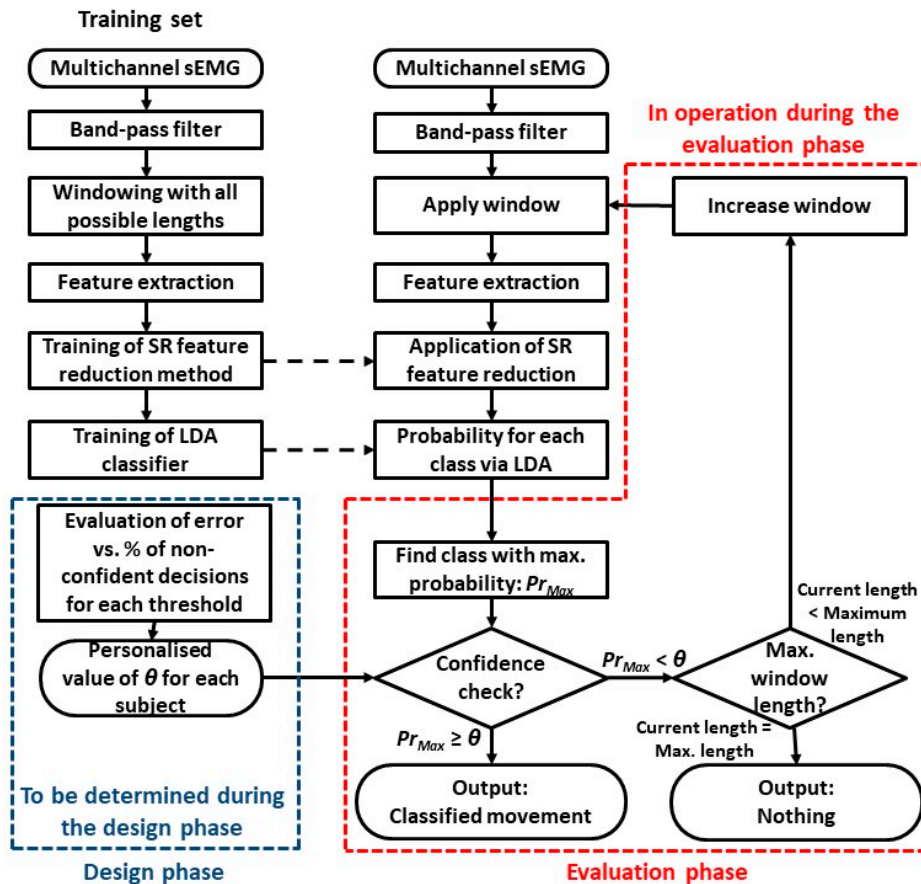 Training set
Multichannel sEMG
Band-pass filter
Windowing with all
possible lengths
Feature extraction
Training of SR feature
reduction method
Training of LDA
classifier
Evaluation of error
vs. % of non-
confident decisions
for each threshold
Personalised
value of θ for each
subject
To be determined during
the design phase
Design phase
Multichannel sEMG
Band-pass filter
Apply window
Feature extraction
Application of SR
feature reduction
Probability for each
class via LDA
Find class with max.
probability: Pr_Max
Confidence
check?
Pr_Max ≥ θ
Output:
Classified movement
In operation during the
evaluation phase
Increase window
Current length
< Maximum
length
Pr_Max < θ
Max.
window
length?
Current length =
Max. length
Output:
Nothing
Evaluation phase